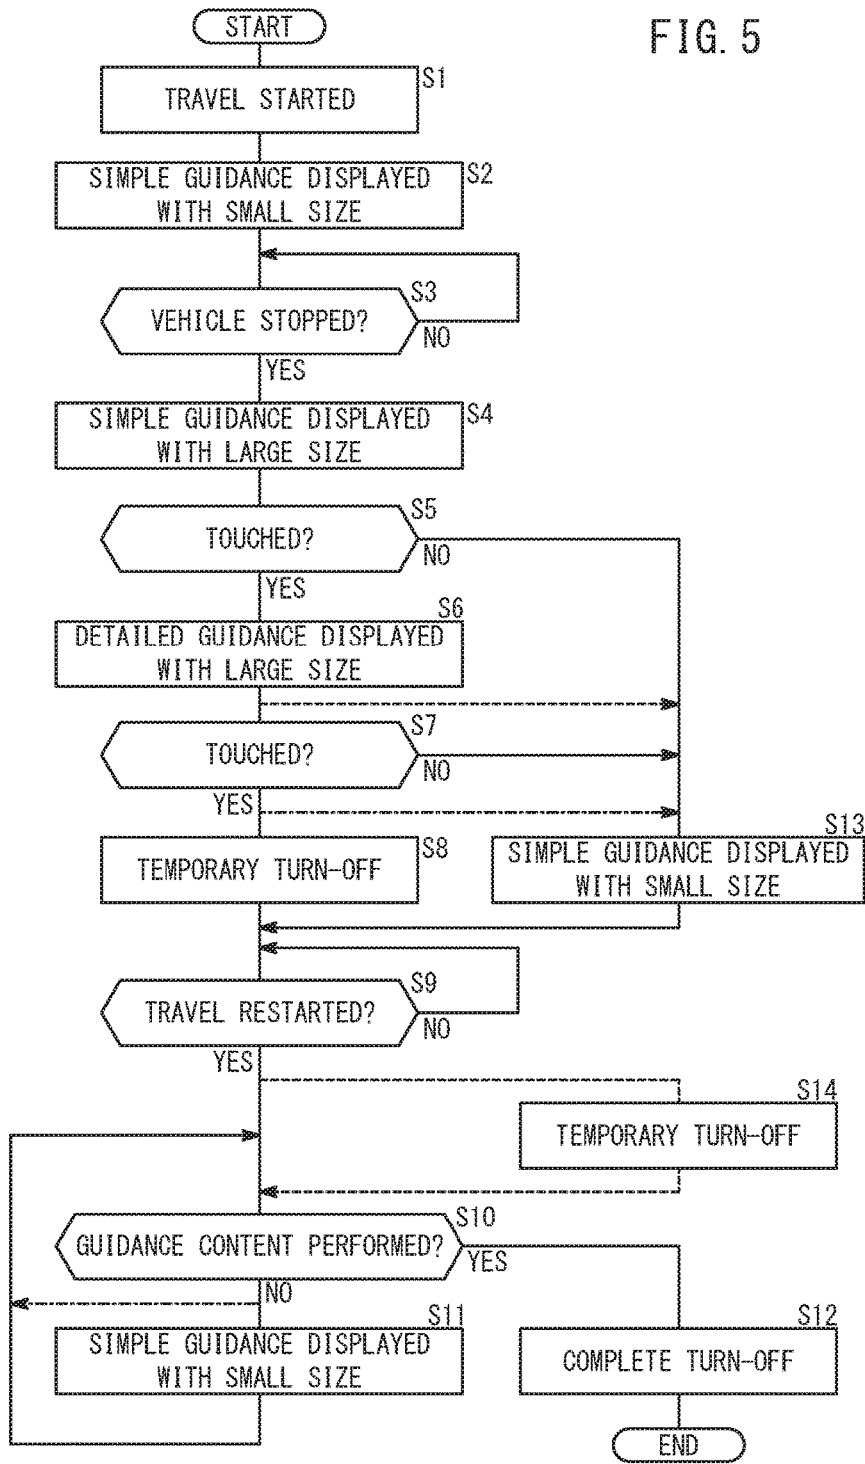 FIG. 5
START
S1
TRAVEL STARTED
S2
SIMPLE GUIDANCE DISPLAYED
WITH SMALL SIZE
S3
VEHICLE STOPPED?
NO
YES
S4
SIMPLE GUIDANCE DISPLAYED
WITH LARGE SIZE
S5
TOUCHED?
NO
YES
S6
DETAILED GUIDANCE DISPLAYED
WITH LARGE SIZE
S7
TOUCHED?
NO
YES
S8
TEMPORARY TURN-OFF
S13
SIMPLE GUIDANCE DISPLAYED
WITH SMALL SIZE
S9
TRAVEL RESTARTED?
NO
YES
S14
TEMPORARY TURN-OFF
S10
GUIDANCE CONTENT PERFORMED?
YES
NO
S11
SIMPLE GUIDANCE DISPLAYED
WITH SMALL SIZE
S12
COMPLETE TURN-OFF
END